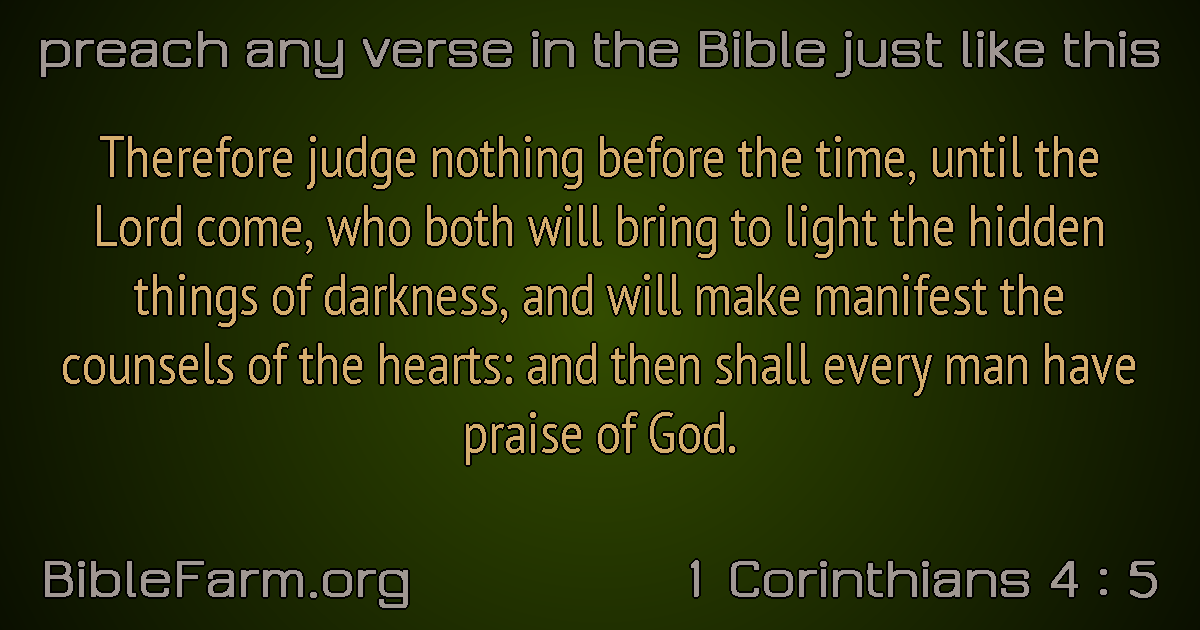 preach any verse in the Bible just like this
Therefore judge nothing before the time, until the
Lord come, who both will bring to light the hidden
things of darkness, and will make manifest the
counsels of the hearts: and then shall every man have
praise of God.
BibleFarm.org
1 Corinthians 4 : 5